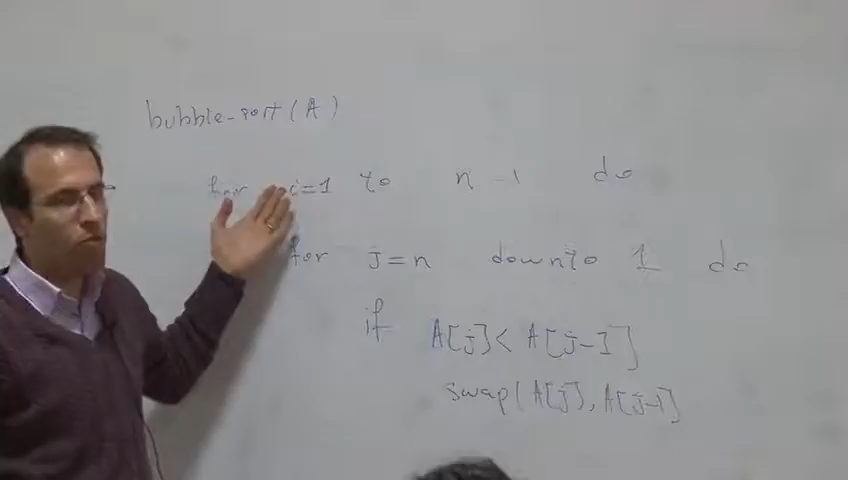 bubble-sort(A)
for i=1 to n-1 do
for j=n downto 1 do
if A[j]< A[j-1]
swap(A[j], A[j-1]